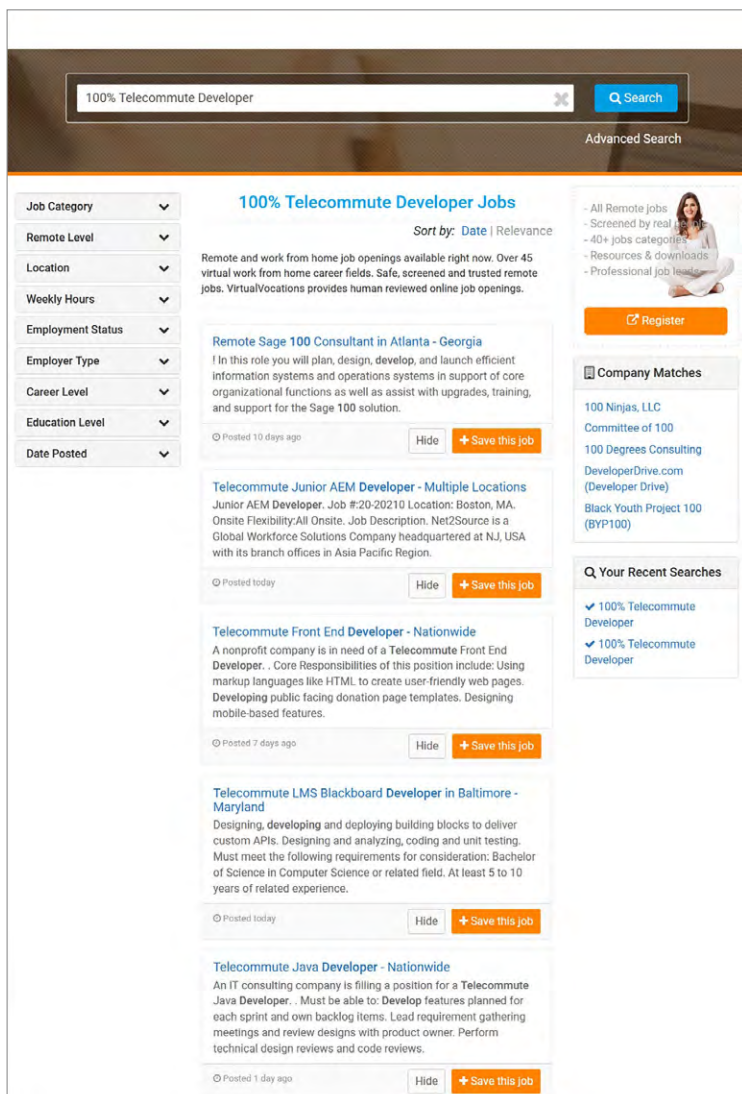 100% Telecommute Developer
Search
Advanced Search
Job Category
Remote Level
Location
Weekly Hours
Employment Status
Employer Type
Career Level
Education Level
Date Posted
100% Telecommute Developer Jobs
Sort by: Date | Relevance
Remote and work from home job openings available right now. Over 45
virtual work from home career fields. Safe, screened and trusted remote
jobs. VirtualVocations provides human reviewed online job openings.
Remote Sage 100 Consultant in Atlanta - Georgia
! In this role you will plan, design, develop, and launch efficient
information systems and operations systems in support of core
organizational functions as well as assist with upgrades, training,
and support for the Sage 100 solution.
Posted 10 days ago
Hide
+ Save this job
Telecommute Junior AEM Developer - Multiple Locations
Junior AEM Developer. Job #:20-20210 Location: Boston, MA.
Onsite Flexibility:All Onsite. Job Description. Net2Source is a
Global Workforce Solutions Company headquartered at NJ, USA
with its branch offices in Asia Pacific Region.
Posted today
Hide
+ Save this job
Telecommute Front End Developer - Nationwide
A nonprofit company is in need of a Telecommute Front End
Developer. . Core Responsibilities of this position include: Using
markup languages like HTML to create user-friendly web pages.
Developing public facing donation page templates. Designing
mobile-based features.
Posted 7 days ago
Hide
+ Save this job
Telecommute LMS Blackboard Developer in Baltimore -
Maryland
Designing, developing and deploying building blocks to deliver
custom APIs. Designing and analyzing, coding and unit testing.
Must meet the following requirements for consideration: Bachelor
of Science in Computer Science or related field. At least 5 to 10
years of related experience.
Posted today
Hide
+ Save this job
Telecommute Java Developer - Nationwide
An IT consulting company is filling a position for a Telecommute
Java Developer. . Must be able to: Develop features planned for
each sprint and own backlog items. Lead requirement gathering
meetings and review designs with product owner. Perform
technical design reviews and code reviews.
Posted 1 day ago
Hide
+ Save this job
- All Remote jobs
- Screened by real people
- 40+ jobs categories
- Resources & downloads
- Professional job leads
Register
Company Matches
100 Ninjas, LLC
Committee of 100
100 Degrees Consulting
DeveloperDrive.com
(Developer Drive)
Black Youth Project 100
(BYP100)
Your Recent Searches
100% Telecommute
Developer
100% Telecommute
Developer